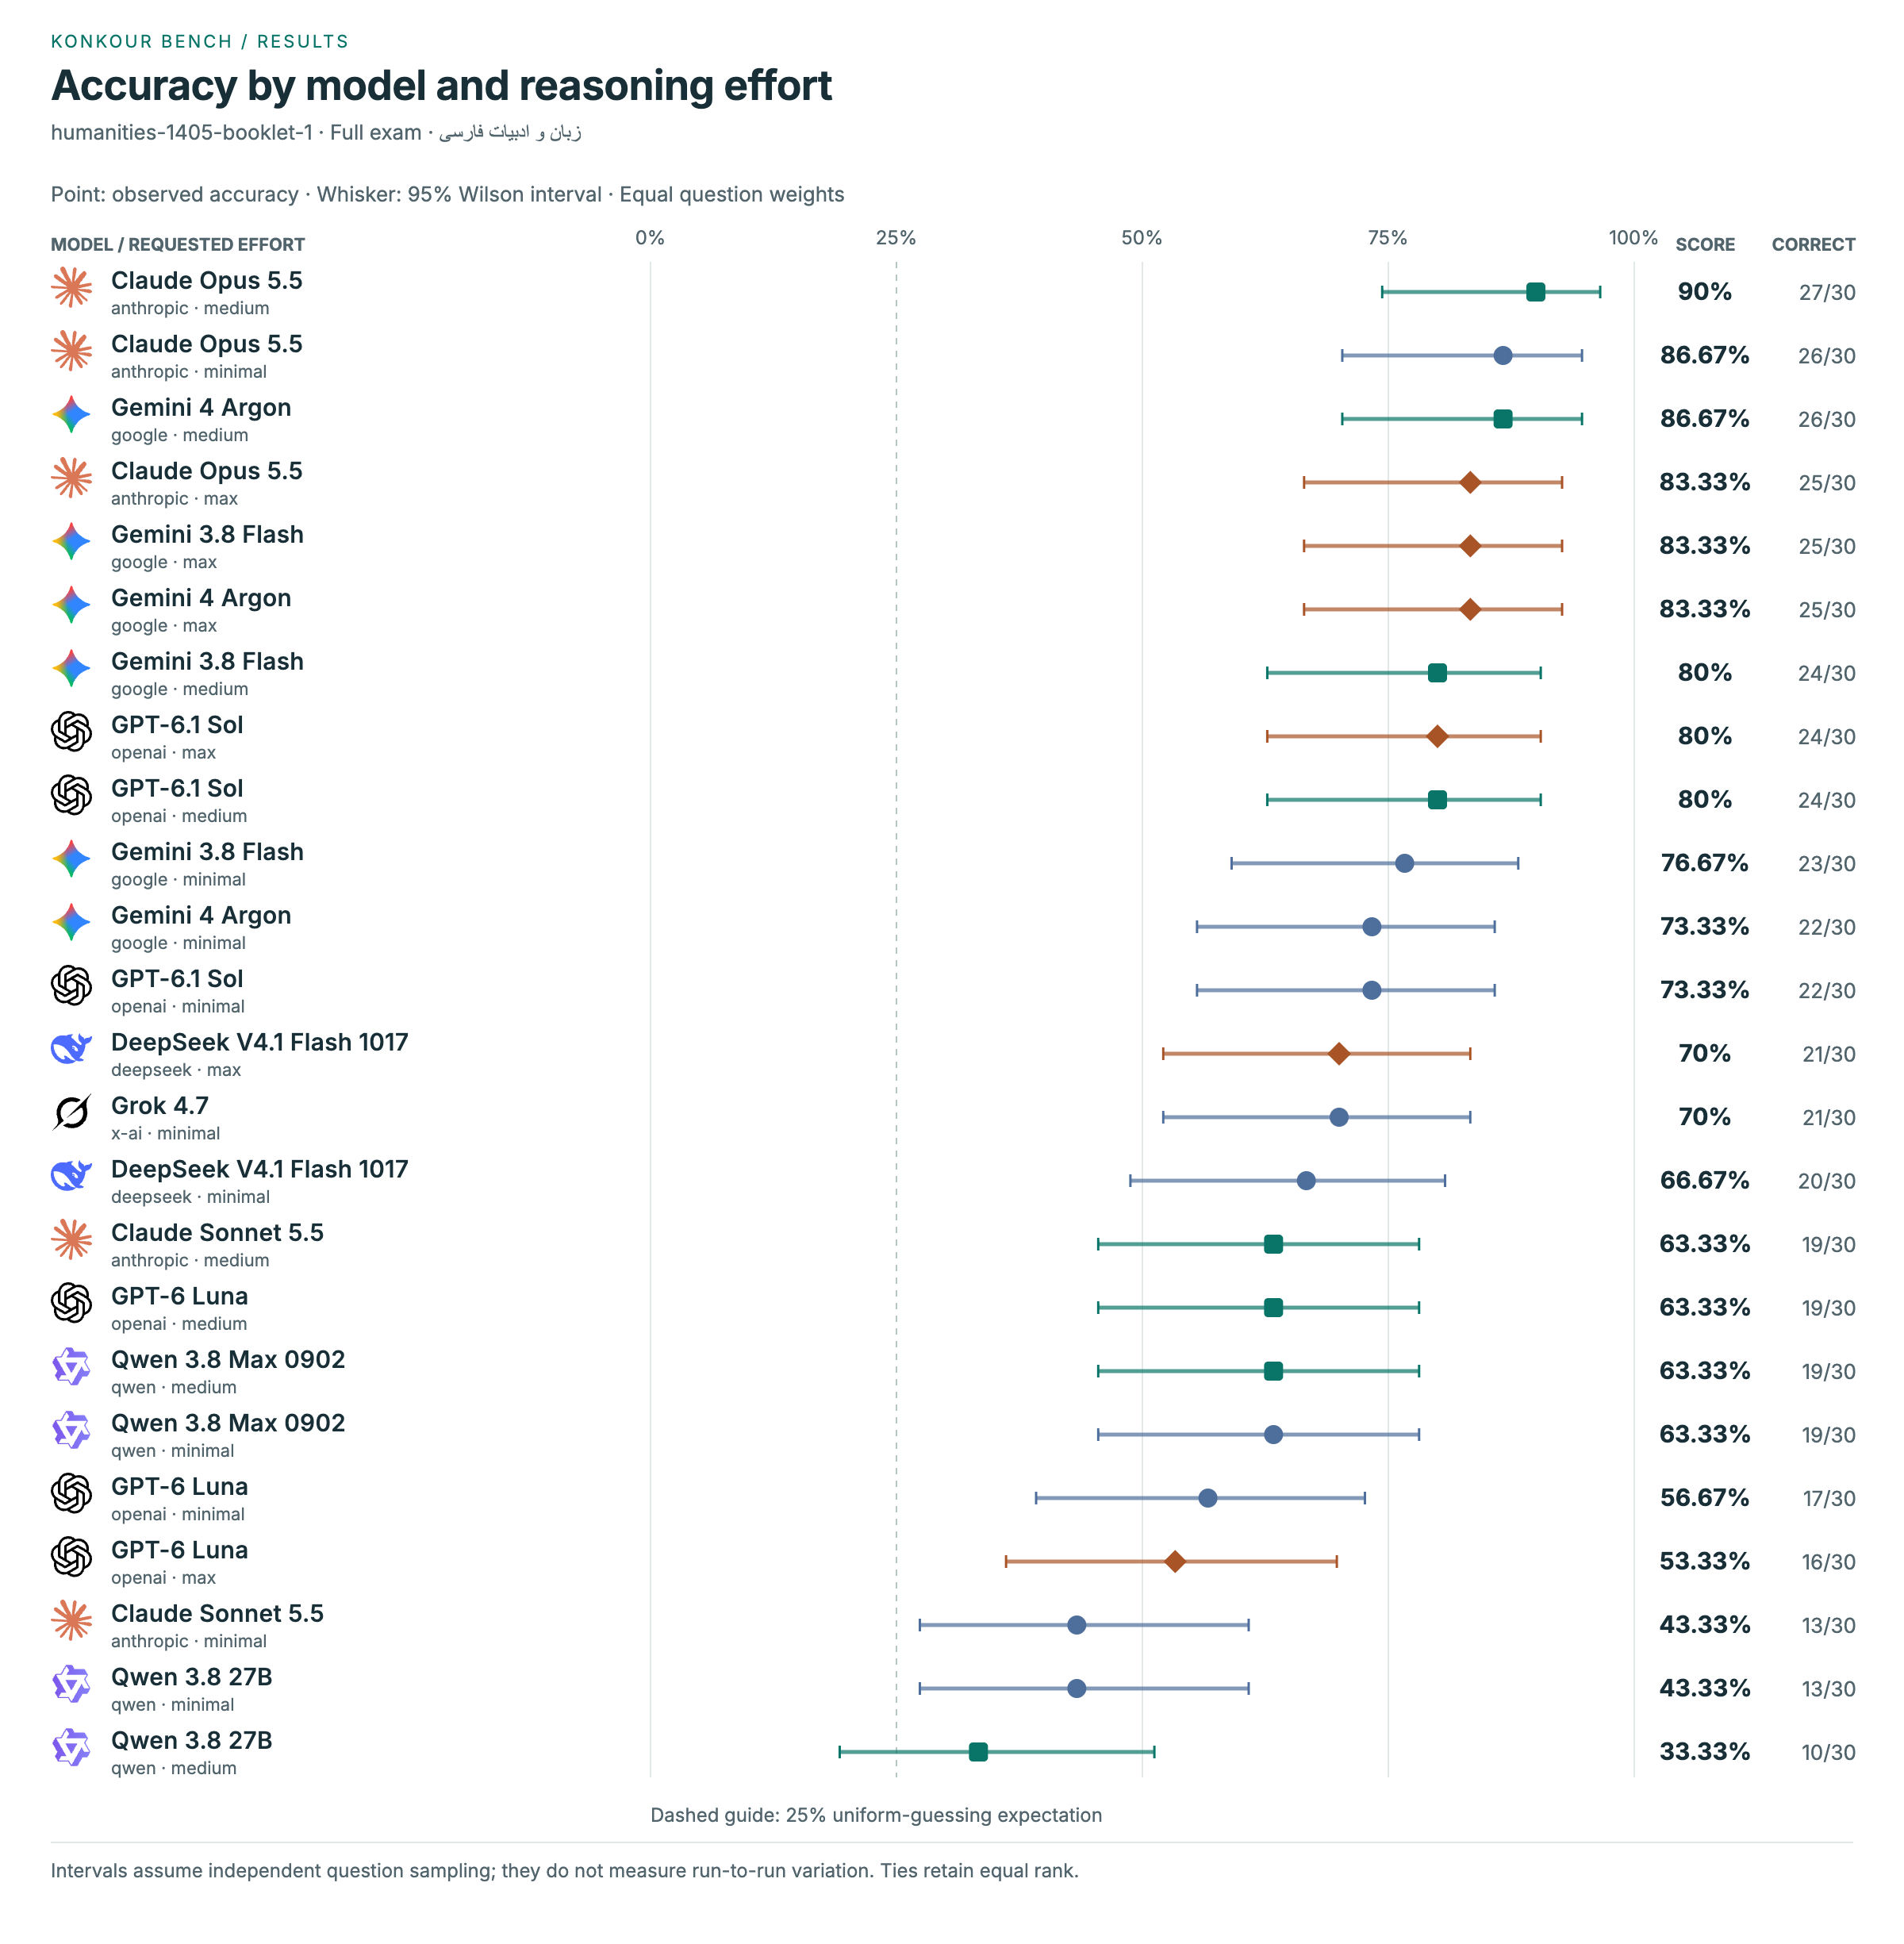 KONKOUR BENCH / RESULTS
Accuracy by model and reasoning effort
humanities-1405-booklet-1 · Full exam · زبان و ادبیات فارسی
Point: observed accuracy · Whisker: 95% Wilson interval · Equal question weights
MODEL / REQUESTED EFFORT 0% 25% 50% 75% 100% SCORE CORRECT
Claude Opus 5.5 90% 27/30
anthropic · medium
Claude Opus 5.5 86.67% 26/30
anthropic · minimal
Gemini 4 Argon 86.67% 26/30
google · medium
Claude Opus 5.5 83.33% 25/30
anthropic · max
Gemini 3.8 Flash 83.33% 25/30
google · max
Gemini 4 Argon 83.33% 25/30
google · max
Gemini 3.8 Flash 80% 24/30
google · medium
GPT-6.1 Sol 80% 24/30
openai · max
GPT-6.1 Sol 80% 24/30
openai · medium
Gemini 3.8 Flash 76.67% 23/30
google · minimal
Gemini 4 Argon 73.33% 22/30
google · minimal
GPT-6.1 Sol 73.33% 22/30
openai · minimal
DeepSeek V4.1 Flash 1017 70% 21/30
deepseek · max
Grok 4.7 70% 21/30
x-ai · minimal
DeepSeek V4.1 Flash 1017 66.67% 20/30
deepseek · minimal
Claude Sonnet 5.5 63.33% 19/30
anthropic · medium
GPT-6 Luna 63.33% 19/30
openai · medium
Qwen 3.8 Max 0902 63.33% 19/30
qwen · medium
Qwen 3.8 Max 0902 63.33% 19/30
qwen · minimal
GPT-6 Luna 56.67% 17/30
openai · minimal
GPT-6 Luna 53.33% 16/30
openai · max
Claude Sonnet 5.5 43.33% 13/30
anthropic · minimal
Qwen 3.8 27B 43.33% 13/30
qwen · minimal
Qwen 3.8 27B 33.33% 10/30
qwen · medium
Dashed guide: 25% uniform-guessing expectation
Intervals assume independent question sampling; they do not measure run-to-run variation. Ties retain equal rank.